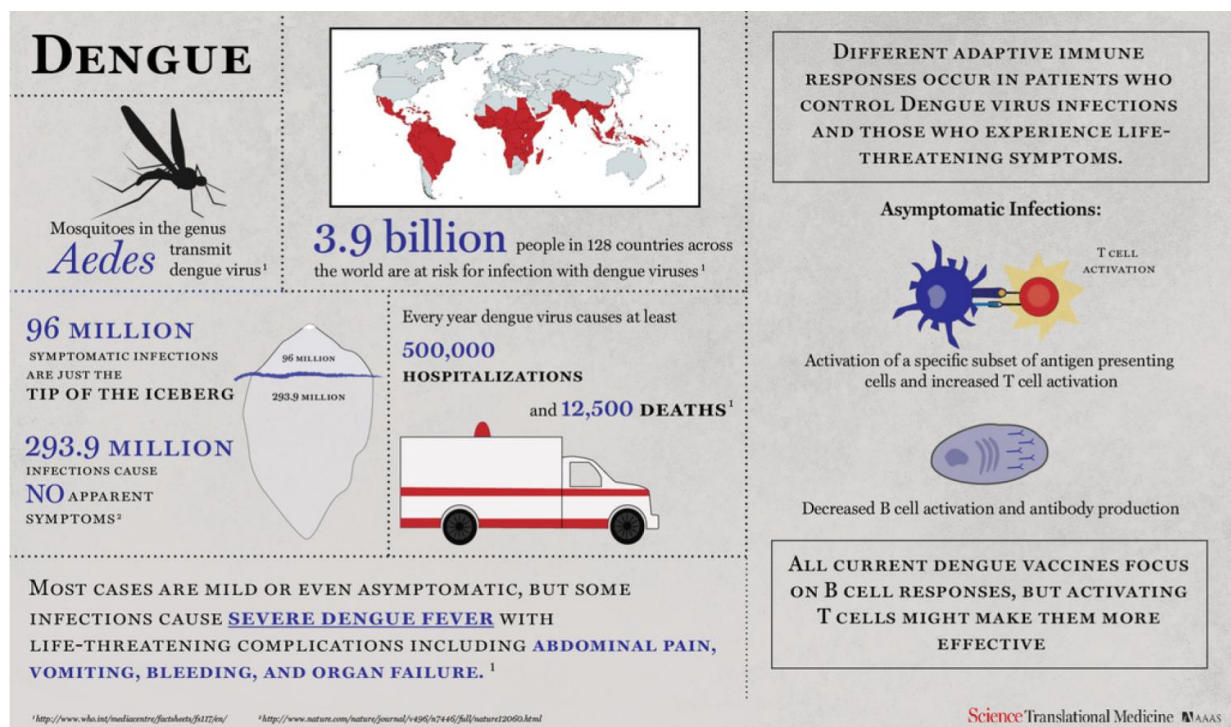 DENGUE
Mosquitoes in the genus
Aedes transmit
dengue virus¹
3.9 billion people in 128 countries across
the world are at risk for infection with dengue viruses¹
96 MILLION
SYMPTOMATIC INFECTIONS
ARE JUST THE
TIP OF THE ICEBERG
293.9 MILLION
INFECTIONS CAUSE
NO APPARENT
SYMPTOMS²
96 MILLION
293.9 MILLION
Every year dengue virus causes at least
500,000
HOSPITALIZATIONS
and 12,500 DEATHS¹
MOST CASES ARE MILD OR EVEN ASYMPTOMATIC, BUT SOME
INFECTIONS CAUSE SEVERE DENGUE FEVER WITH
LIFE-THREATENING COMPLICATIONS INCLUDING ABDOMINAL PAIN,
VOMITING, BLEEDING, AND ORGAN FAILURE. ¹
¹http://www.who.int/mediacentre/factsheets/fs117/en/
²http://www.nature.com/nature/journal/v496/n7446/full/nature12060.html
DIFFERENT ADAPTIVE IMMUNE
RESPONSES OCCUR IN PATIENTS WHO
CONTROL DENGUE VIRUS INFECTIONS
AND THOSE WHO EXPERIENCE LIFE-
THREATENING SYMPTOMS.
Asymptomatic Infections:
T CELL
ACTIVATION
Activation of a specific subset of antigen presenting
cells and increased T cell activation
Decreased B cell activation and antibody production
ALL CURRENT DENGUE VACCINES FOCUS
ON B CELL RESPONSES, BUT ACTIVATING
T CELLS MIGHT MAKE THEM MORE
EFFECTIVE
Science Translational Medicine AAAS